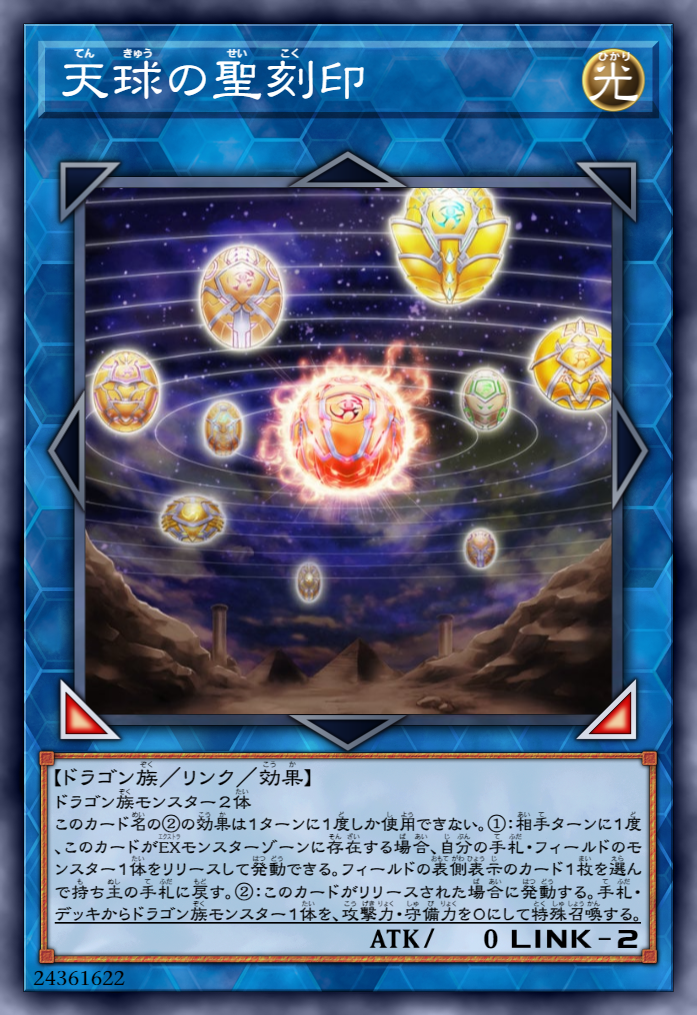 天球の聖刻印
光
【ドラゴン族／リンク／効果】
ドラゴン族モンスター２体
このカード名の②の効果は1ターンに1度しか使用できない。①：相手ターンに1度
、このカードがEXモンスターゾーンに存在する場合、自分の手札・フィールドのモ
ンスター1体をリリースして発動できる。フィールドの表側表示のカード1枚を選ん
で持ち主の手札に戻す。②：このカードがリリースされた場合に発動する。手札・
デッキからドラゴン族モンスター1体を、攻撃力・守備力を０にして特殊召喚する。
ATK/ 0 LINK-2
24361622